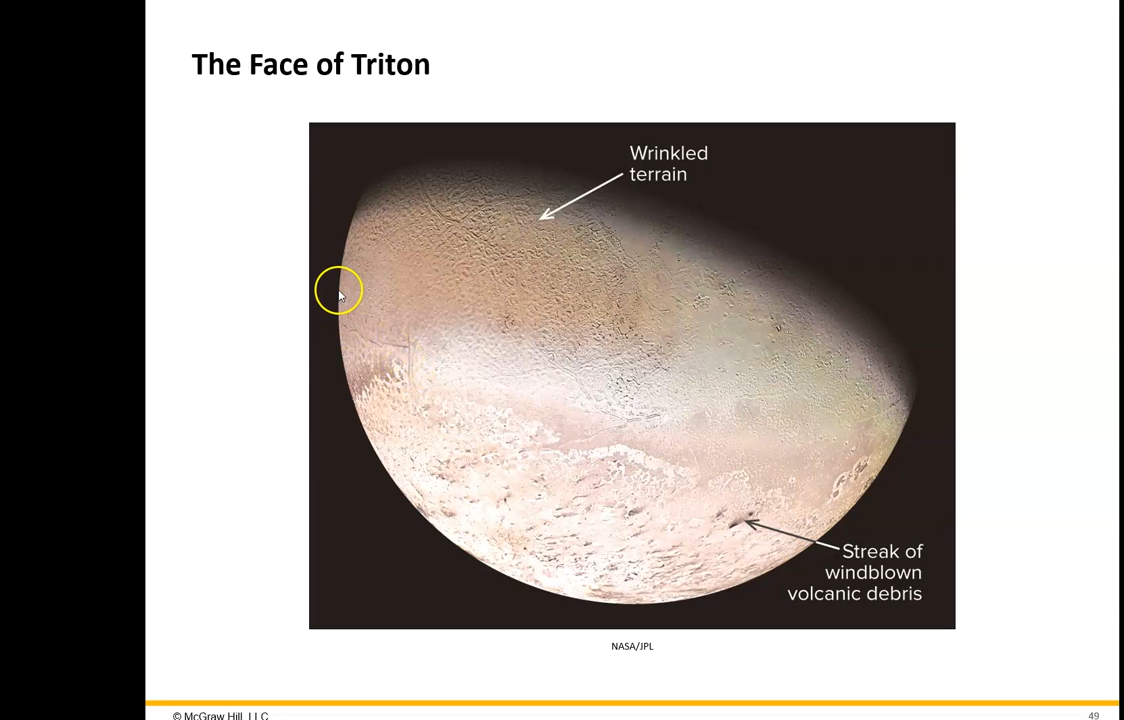 The Face of Triton
Wrinkled
terrain
Streak of
windblown
volcanic debris
NASA/JPL
© McGraw Hill, LLC
49